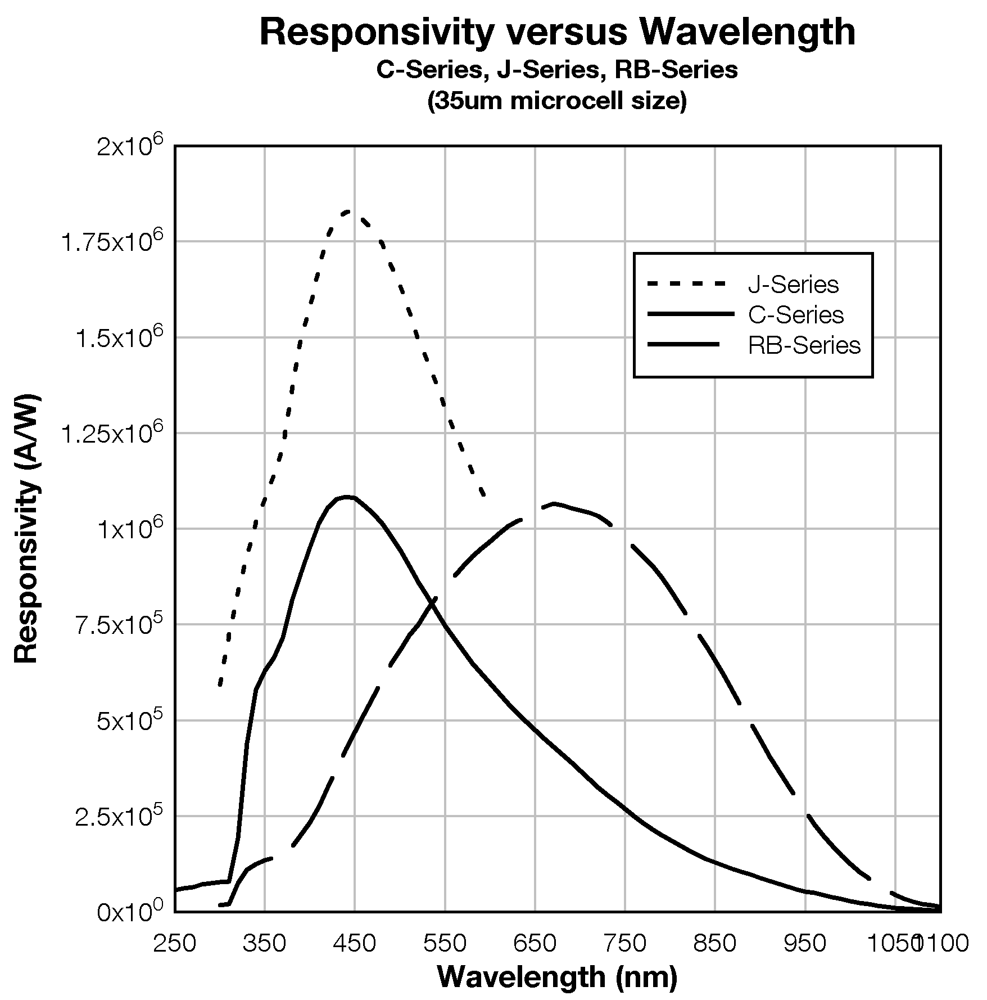 Responsivity versus Wavelength
C-Series, J-Series, RB-Series
(35um microcell size)
2x10⁶
1.75x10⁶
1.5x10⁶
1.25x10⁶
1x10⁶
7.5x10⁵
5x10⁵
2.5x10⁵
0x10⁰
Responsivity (A/W)
J-Series
C-Series
RB-Series
250 350 450 550 650 750 850 950 1050 1100
Wavelength (nm)